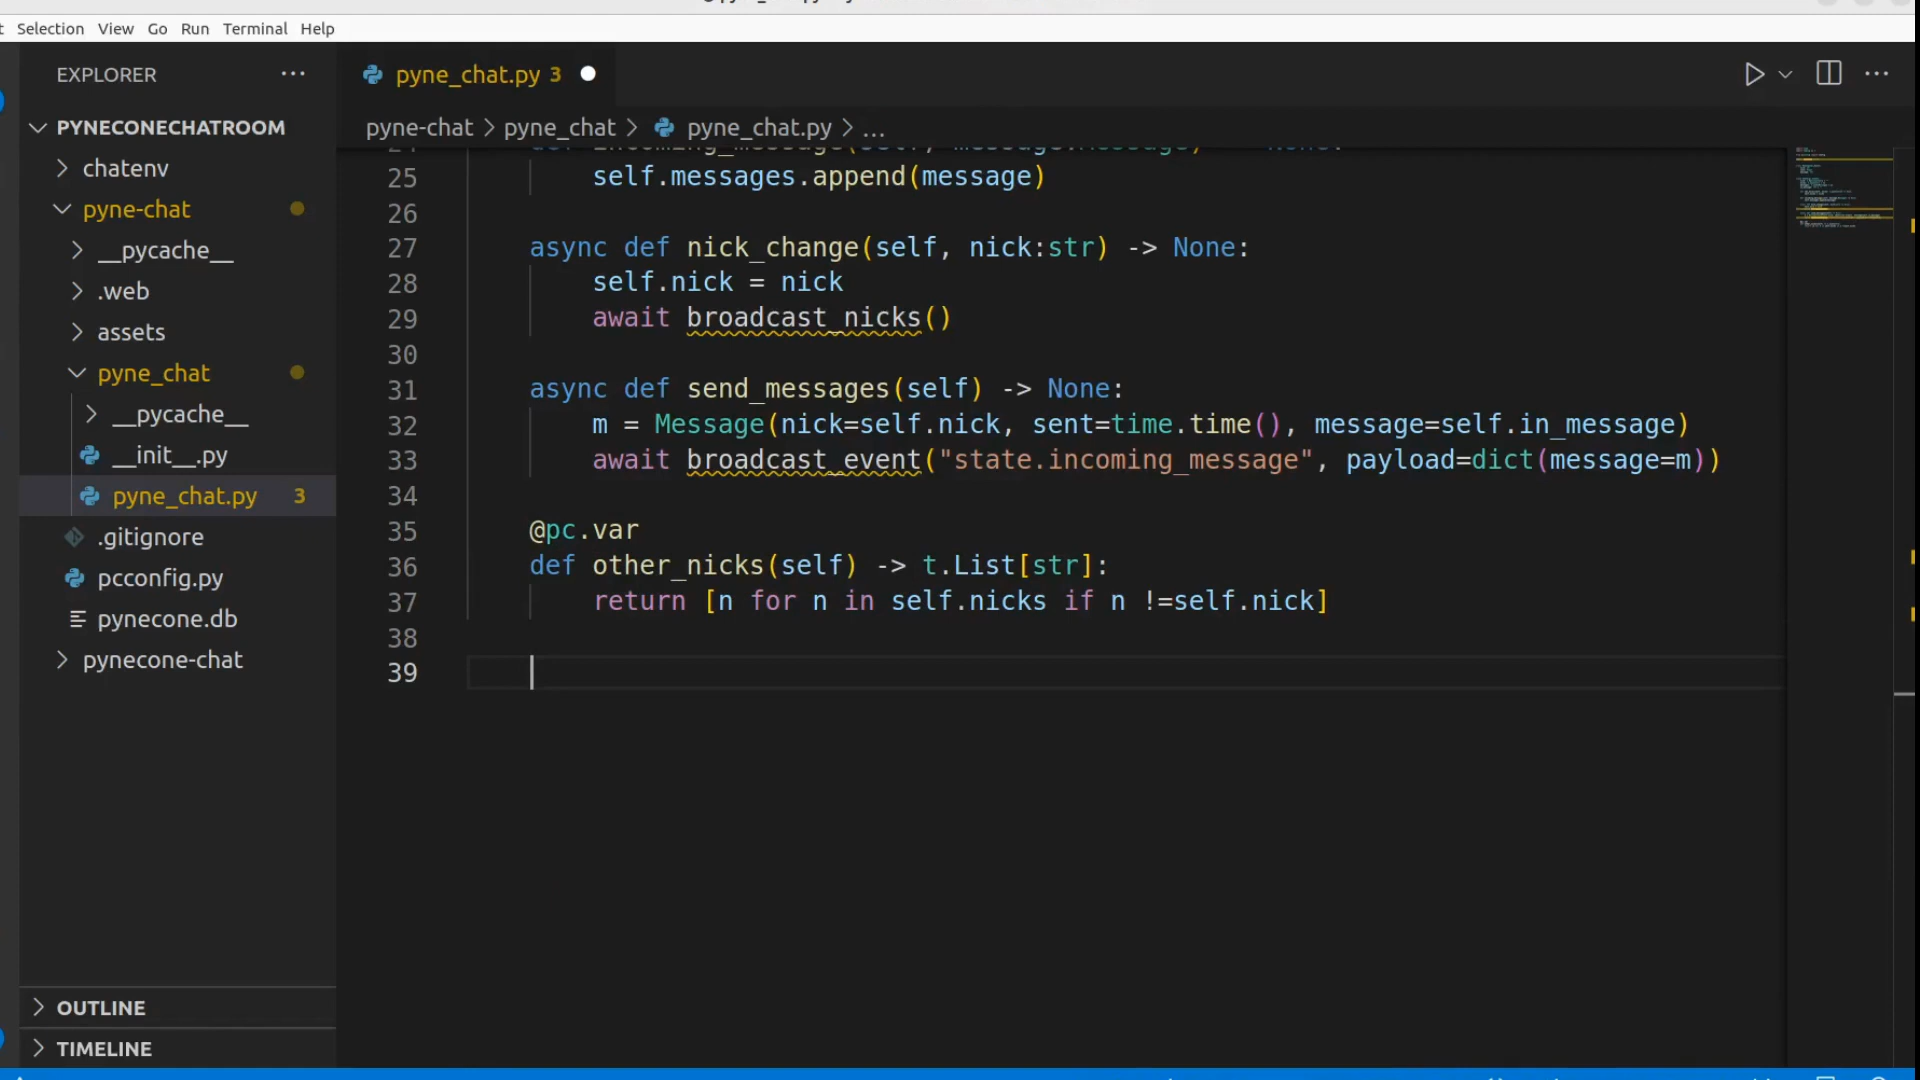 Selection View Go Run Terminal Help
EXPLORER ...
pyne_chat.py 3
PYNECONECHATROOM
pyne-chat > pyne_chat > pyne_chat.py > ...
chatenv
pyne-chat
__pycache__
.web
assets
pyne_chat
__pycache__
__init__.py
pyne_chat.py 3
.gitignore
pcconfig.py
pynecone.db
pynecone-chat
OUTLINE
TIMELINE
25 self.messages.append(message)
26
27 async def nick_change(self, nick:str) -> None:
28 self.nick = nick
29 await broadcast_nicks()
30
31 async def send_messages(self) -> None:
32 m = Message(nick=self.nick, sent=time.time(), message=self.in_message)
33 await broadcast_event("state.incoming_message", payload=dict(message=m))
34
35 @pc.var
36 def other_nicks(self) -> t.List[str]:
37 return [n for n in self.nicks if n !=self.nick]
38
39